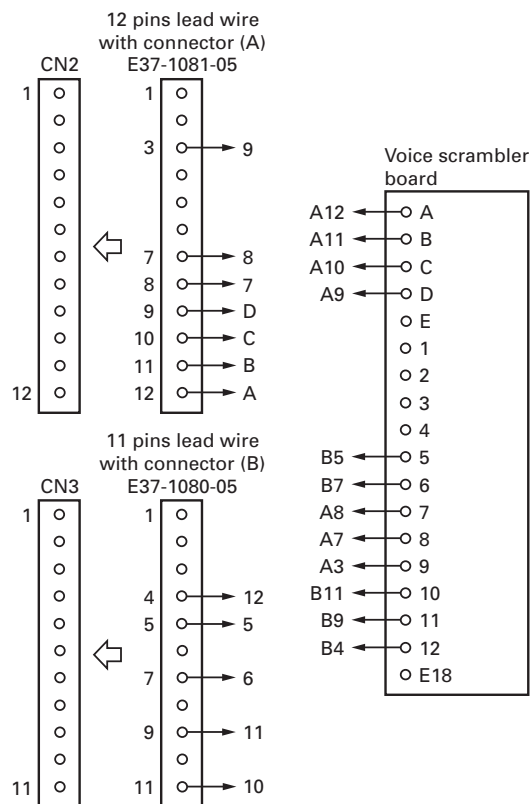 12 pins lead wire
with connector (A)
CN2 E37-1081-05
1 1
3 9
7 8
8 7
9 D
10 C
11 B
12 12 A
11 pins lead wire
with connector (B)
CN3 E37-1080-05
1 1
4 12
5 5
7 6
9 11
11 11 10
Voice scrambler
board
A12 A
A11 B
A10 C
A9 D
E
1
2
3
4
B5 5
B7 6
A8 7
A7 8
A3 9
B11 10
B9 11
B4 12
E18